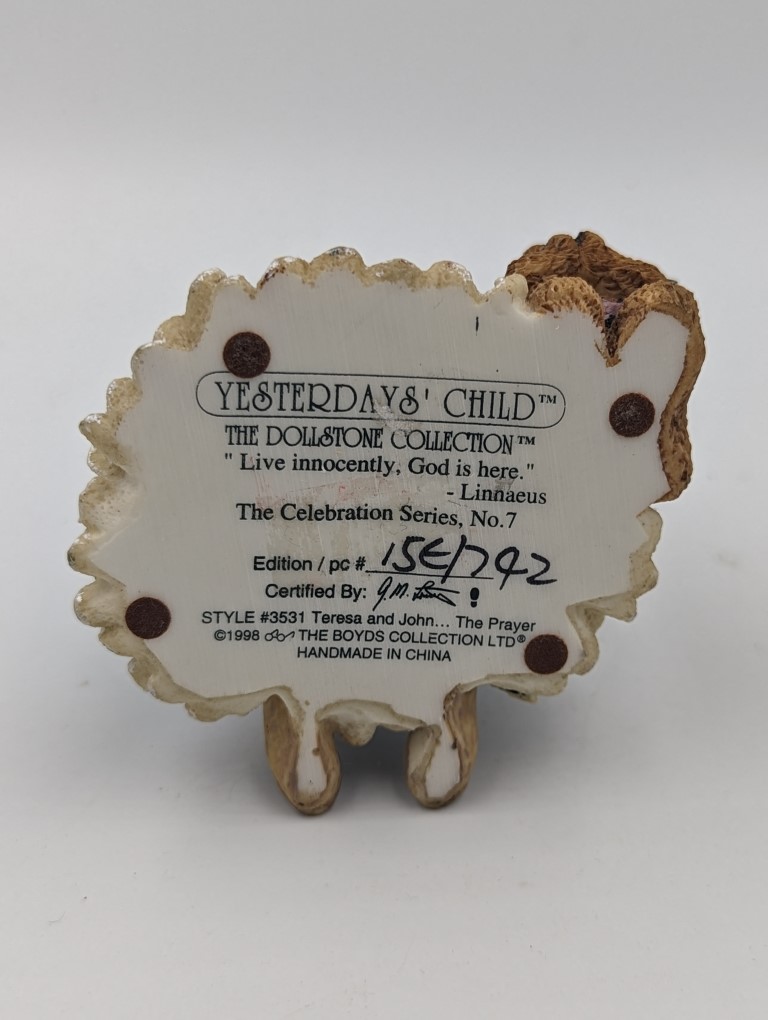 YESTERDAYS' CHILD™
THE DOLLSTONE COLLECTION™
" Live innocently, God is here."
- Linnaeus
The Celebration Series, No.7
Edition / pc # 15E/742
Certified By: G.M.
STYLE #3531 Teresa and John... The Prayer
©1998 THE BOYDS COLLECTION LTD®
HANDMADE IN CHINA